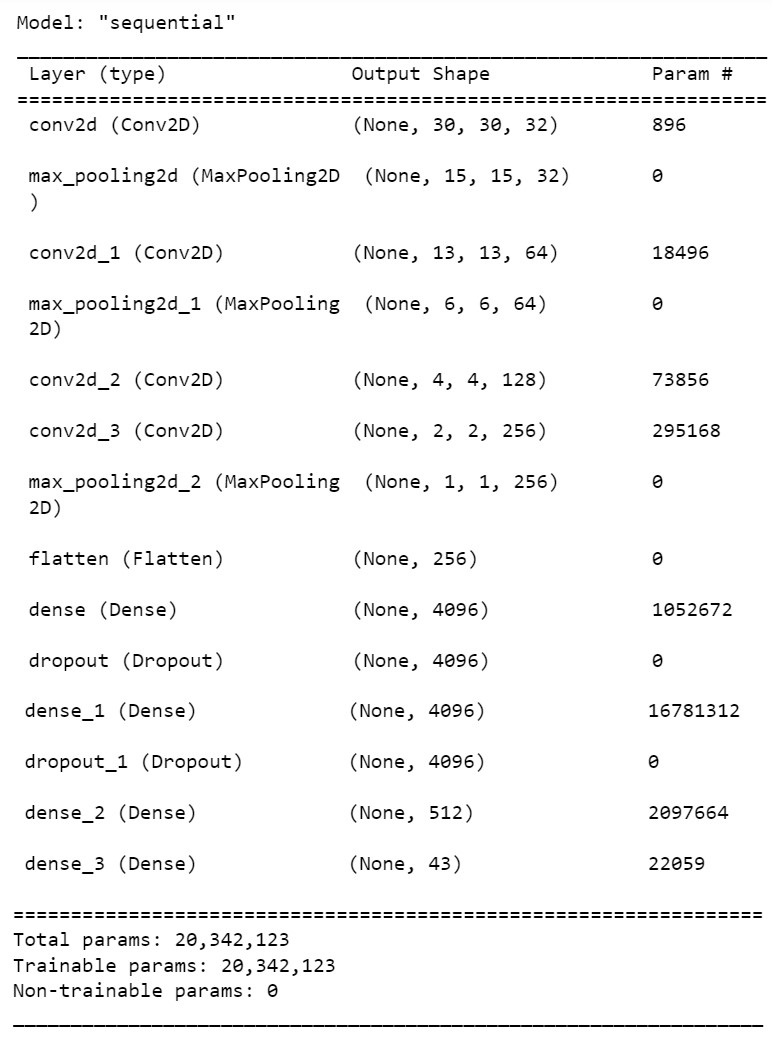 Model: "sequential"
Layer (type) Output Shape Param #
conv2d (Conv2D) (None, 30, 30, 32) 896
max_pooling2d (MaxPooling2D (None, 15, 15, 32) 0
)
conv2d_1 (Conv2D) (None, 13, 13, 64) 18496
max_pooling2d_1 (MaxPooling (None, 6, 6, 64) 0
2D)
conv2d_2 (Conv2D) (None, 4, 4, 128) 73856
conv2d_3 (Conv2D) (None, 2, 2, 256) 295168
max_pooling2d_2 (MaxPooling (None, 1, 1, 256) 0
2D)
flatten (Flatten) (None, 256) 0
dense (Dense) (None, 4096) 1052672
dropout (Dropout) (None, 4096) 0
dense_1 (Dense) (None, 4096) 16781312
dropout_1 (Dropout) (None, 4096) 0
dense_2 (Dense) (None, 512) 2097664
dense_3 (Dense) (None, 43) 22059
Total params: 20,342,123
Trainable params: 20,342,123
Non-trainable params: 0